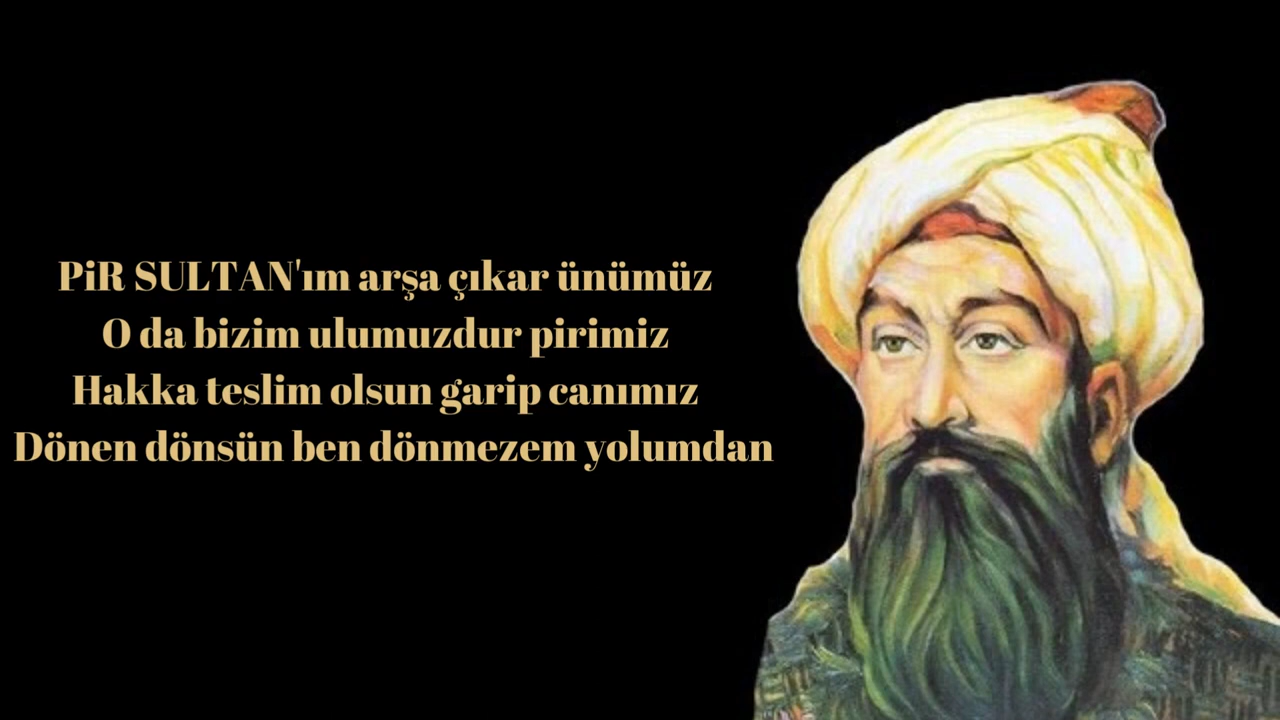 PiR SULTAN'ım arşa çıkar ünümüz
O da bizim ulumuzdur pirimiz
Hakka teslim olsun garip canımız
Dönen dönsün ben dönmezem yolumdan